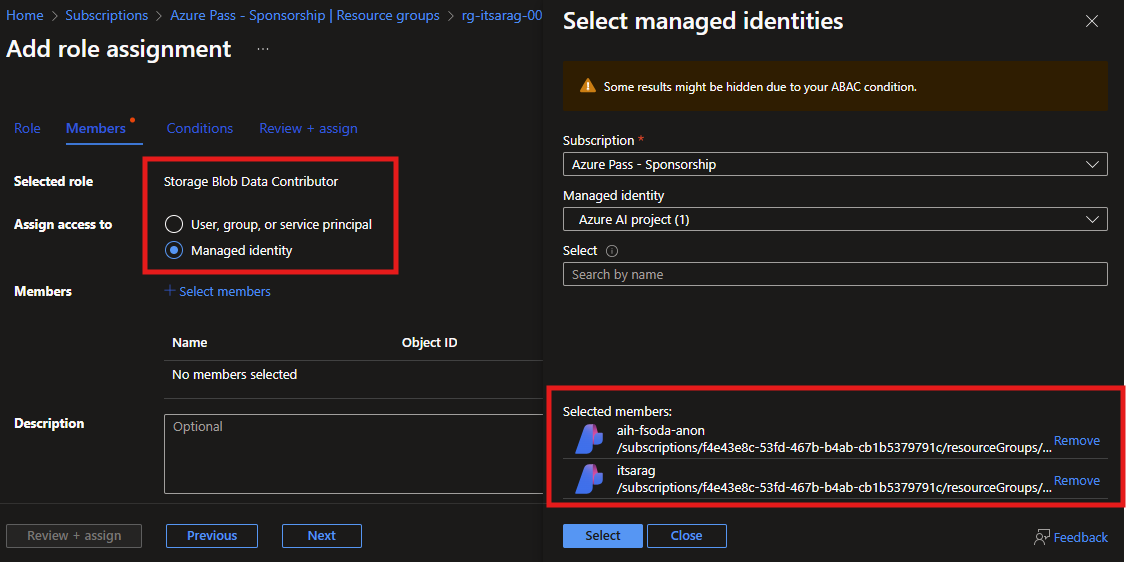 Home > Subscriptions > Azure Pass - Sponsorship | Resource groups > rg-itsarag-00
Add role assignment ...
Role Members Conditions Review + assign
Selected role Storage Blob Data Contributor
Assign access to
User, group, or service principal
Managed identity
Members + Select members
Name Object ID
No members selected
Description Optional
Review + assign Previous Next
Select managed identities
Some results might be hidden due to your ABAC condition.
Subscription *
Azure Pass - Sponsorship
Managed identity
Azure AI project (1)
Select
Search by name
Selected members:
aih-fsoda-anon
/subscriptions/f4e43e8c-53fd-467b-b4ab-cb1b5379791c/resourceGroups/... Remove
itsarag
/subscriptions/f4e43e8c-53fd-467b-b4ab-cb1b5379791c/resourceGroups/... Remove
Select Close Feedback